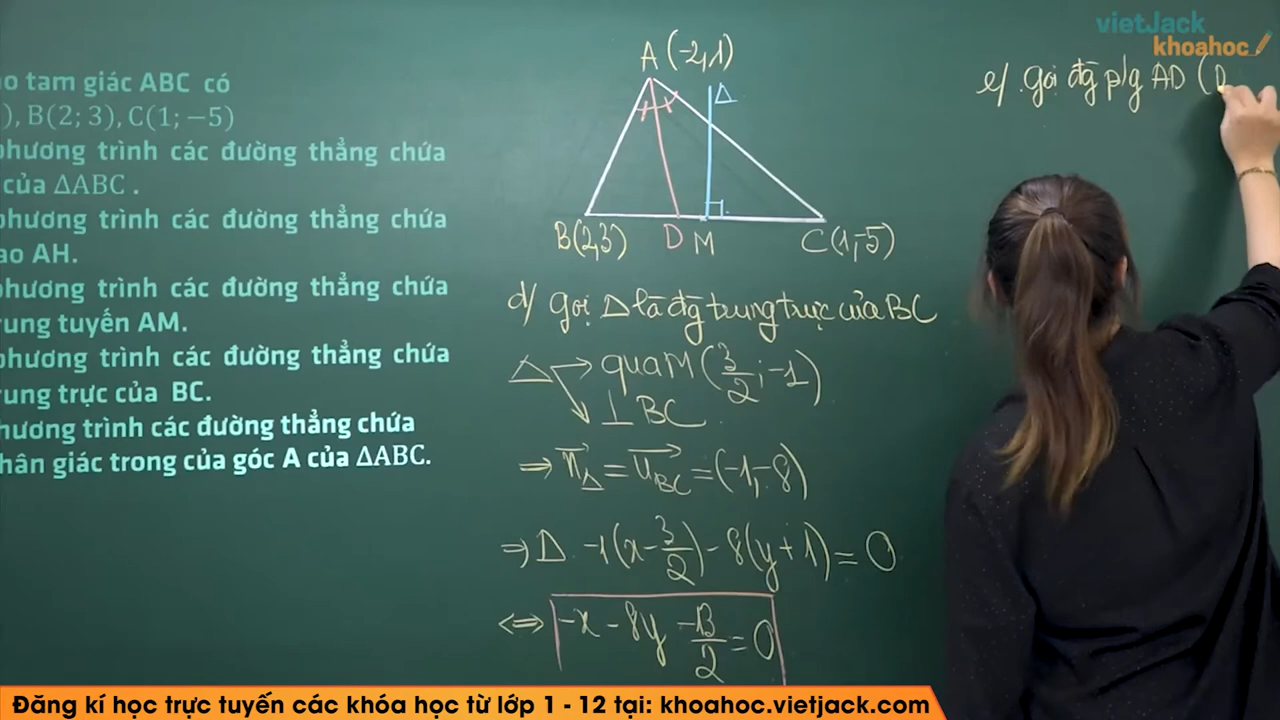 vietJack
khoahoc
o tam giác ABC có
), B(2; 3), C(1; −5)
phương trình các đường thẳng chứa
của ΔABC .
phương trình các đường thẳng chứa
ao AH.
phương trình các đường thẳng chứa
rung tuyến AM.
phương trình các đường thẳng chứa
rung trực của BC.
hương trình các đường thẳng chứa
hân giác trong của góc A của ΔABC.
A (-2,1)
Δ
B(2,3) D M C(1,-5)
d/ Gọi Δ là đg trung trực của BC
Δ → qua M (3/2; -1)
⊥ BC
⇒ n_Δ = u_BC = (-1,-8)
⇒ Δ. -1(x - 3/2) - 8(y + 1) = 0
⇔ -x - 8y - 13/2 = 0
e/ Gọi đg p/g AD (D
Đăng kí học trực tuyến các khóa học từ lớp 1 - 12 tại: khoahoc.vietjack.com